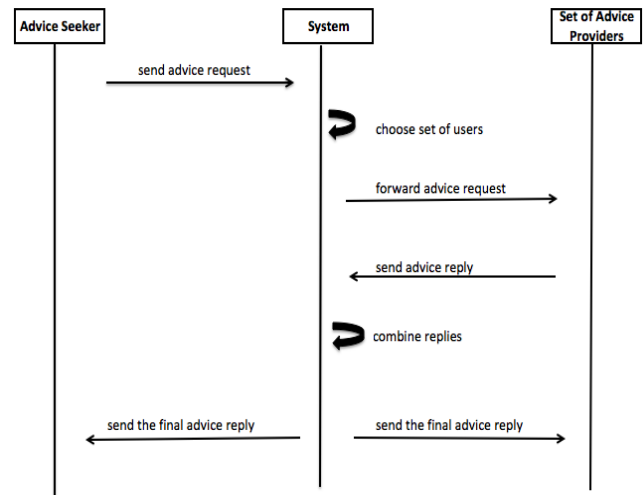 Advice Seeker
System
Set of Advice
Providers
send advice request
choose set of users
forward advice request
send advice reply
combine replies
send the final advice reply
send the final advice reply